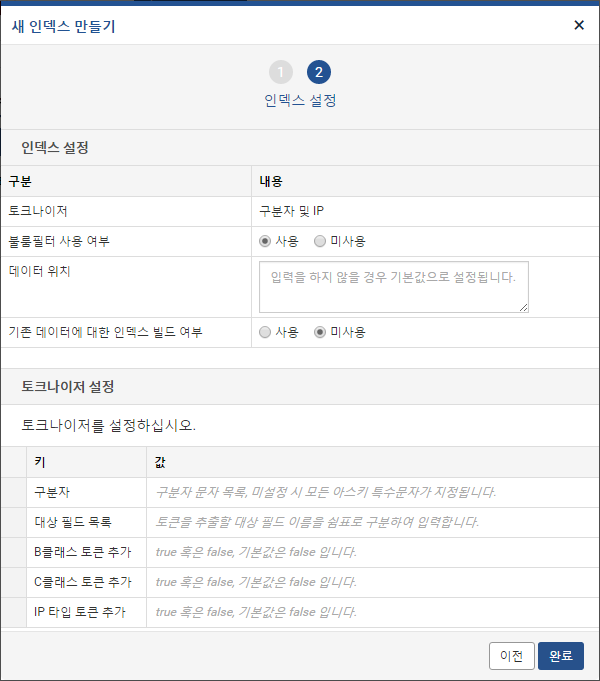 새 인덱스 만들기 ×
1 2
인덱스 설정
인덱스 설정
구분 내용
토크나이저 구분자 및 IP
불룸필터 사용 여부 사용 미사용
데이터 위치 입력을 하지 않을 경우 기본값으로 설정됩니다.
기존 데이터에 대한 인덱스 빌드 여부 사용 미사용
토크나이저 설정
토크나이저를 설정하십시오.
키 값
구분자 구분자 문자 목록, 미설정 시 모든 아스키 특수문자가 지정됩니다.
대상 필드 목록 토큰을 추출할 대상 필드 이름을 쉼표로 구분하여 입력합니다.
B클래스 토큰 추가 true 혹은 false, 기본값은 false 입니다.
C클래스 토큰 추가 true 혹은 false, 기본값은 false 입니다.
IP 타입 토큰 추가 true 혹은 false, 기본값은 false 입니다.
이전 완료